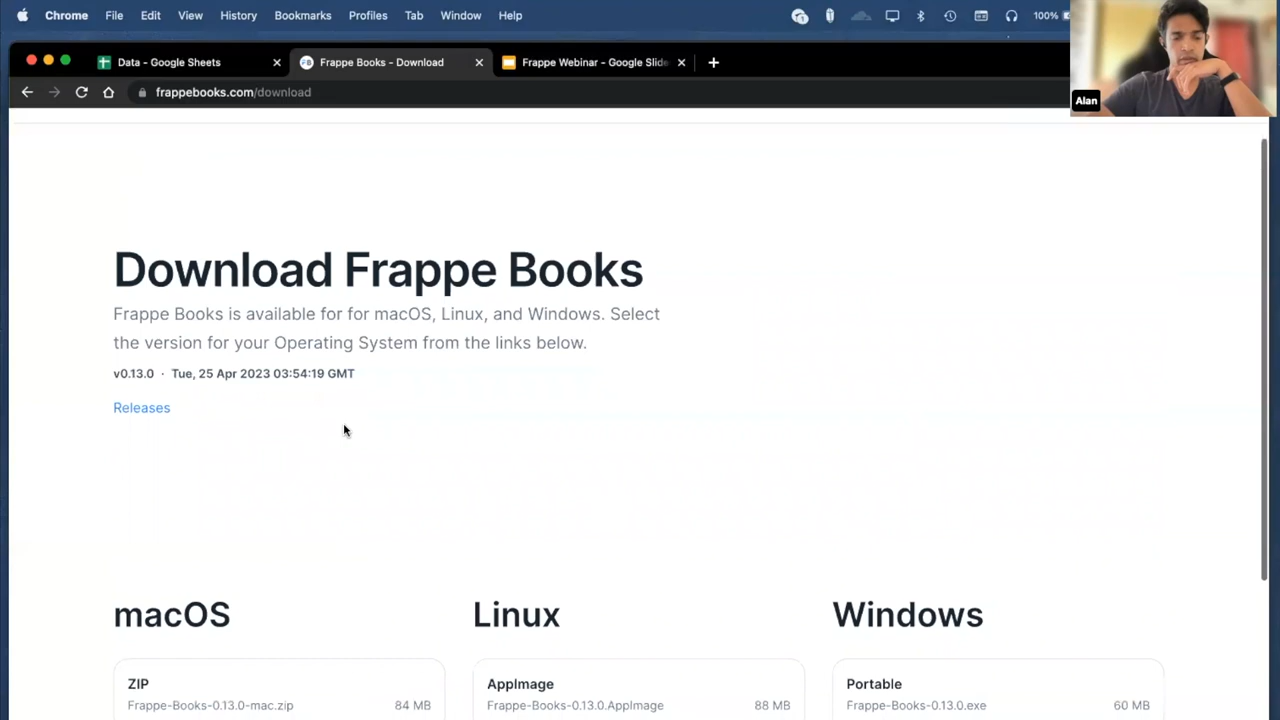 Chrome File Edit View History Bookmarks Profiles Tab Window Help 100%
Data - Google Sheets Frappe Books - Download Frappe Webinar - Google Slide
frappebooks.com/download
Alan
Download Frappe Books
Frappe Books is available for for macOS, Linux, and Windows. Select
the version for your Operating System from the links below.
v0.13.0 · Tue, 25 Apr 2023 03:54:19 GMT
Releases
macOS Linux Windows
ZIP AppImage Portable
Frappe-Books-0.13.0-mac.zip 84 MB Frappe-Books-0.13.0.AppImage 88 MB Frappe-Books-0.13.0.exe 60 MB